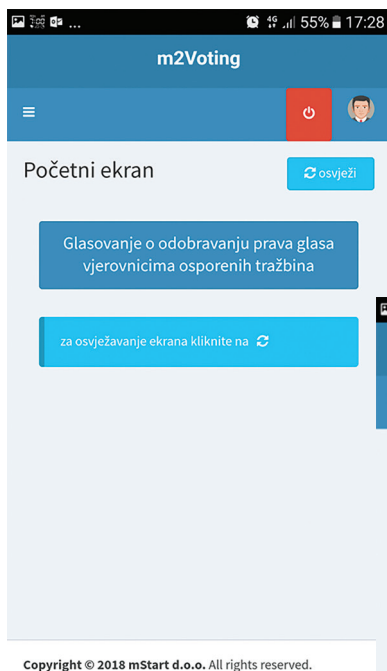 ... 4G 55% 17:28
m2Voting
Početni ekran
osvježi
Glasovanje o odobravanju prava glasa
vjerovnicima osporenih tražbina
za osvježavanje ekrana kliknite na
Copyright © 2018 mStart d.o.o. All rights reserved.